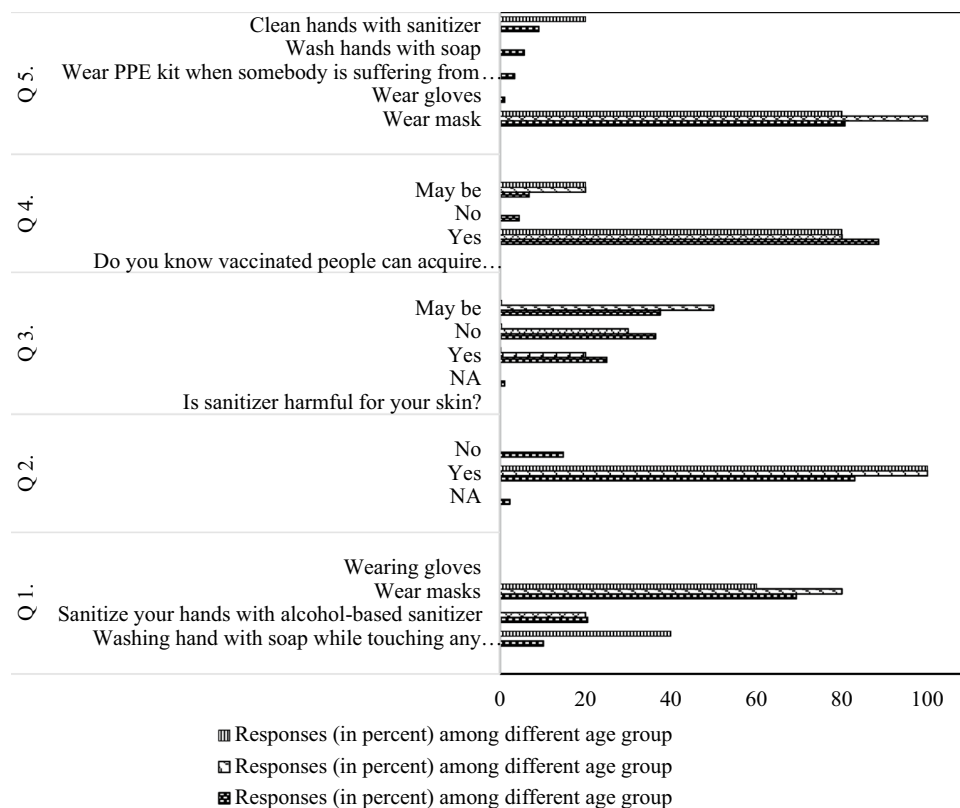 Q 5.
Clean hands with sanitizer
Wash hands with soap
Wear PPE kit when somebody is suffering from…
Wear gloves
Wear mask
Q 4.
May be
No
Yes
Do you know vaccinated people can acquire…
Q 3.
May be
No
Yes
NA
Is sanitizer harmful for your skin?
Q 2.
No
Yes
NA
Q 1.
Wearing gloves
Wear masks
Sanitize your hands with alcohol-based sanitizer
Washing hand with soap while touching any…
0 20 40 60 80 100
Responses (in percent) among different age group
Responses (in percent) among different age group
Responses (in percent) among different age group